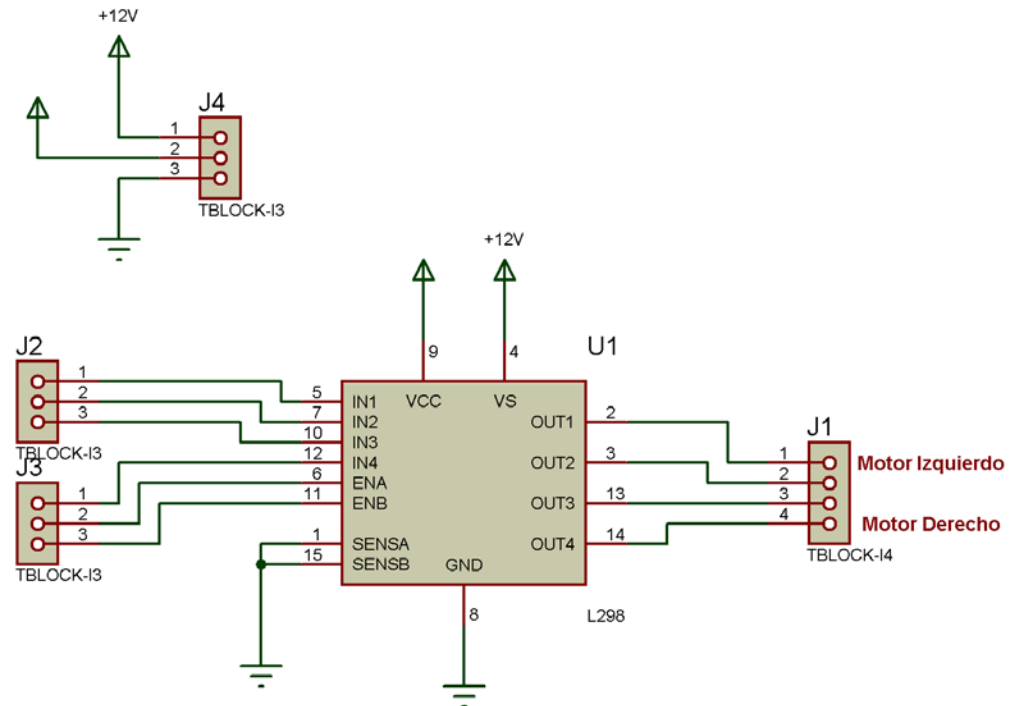 +12V
J4
1
2
3
TBLOCK-I3
+12V
J2
1
2
3
TBLOCK-I3
J3
1
2
3
TBLOCK-I3
9
4
U1
5
7
10
12
6
11
1
15
IN1
IN2
IN3
IN4
ENA
ENB
SENSA
SENSB
VCC
VS
GND
OUT1
OUT2
OUT3
OUT4
2
3
13
14
8
L298
J1
1
2
3
4
Motor Izquierdo
Motor Derecho
TBLOCK-I4